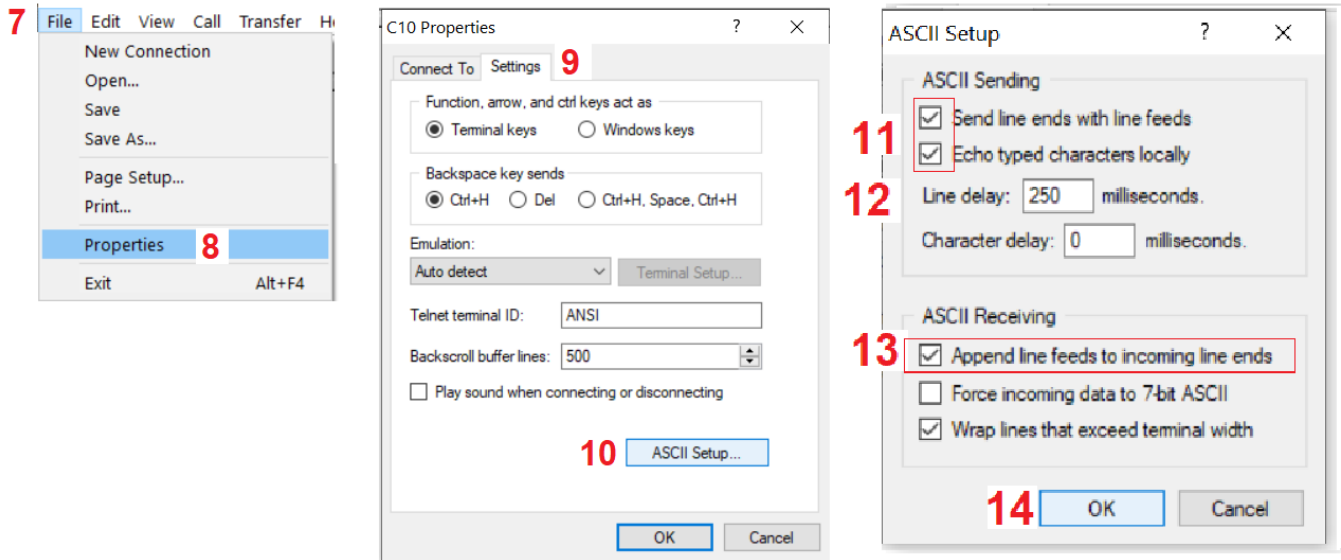 7 File Edit View Call Transfer
New Connection
Open...
Save
Save As...
Page Setup...
Print...
Properties 8
Exit Alt+F4
C10 Properties ? X
Connect To Settings 9
Function, arrow, and ctrl keys act as
Terminal keys Windows keys
Backspace key sends
Ctrl+H Del Ctrl+H, Space, Ctrl+H
Emulation:
Auto detect Terminal Setup...
Telnet terminal ID: ANSI
Backscroll buffer lines: 500
Play sound when connecting or disconnecting
10 ASCII Setup...
OK Cancel
ASCII Setup ? X
ASCII Sending
11
Send line ends with line feeds
Echo typed characters locally
12 Line delay: 250 milliseconds.
Character delay: 0 milliseconds.
ASCII Receiving
13 Append line feeds to incoming line ends
Force incoming data to 7-bit ASCII
Wrap lines that exceed terminal width
14 OK Cancel